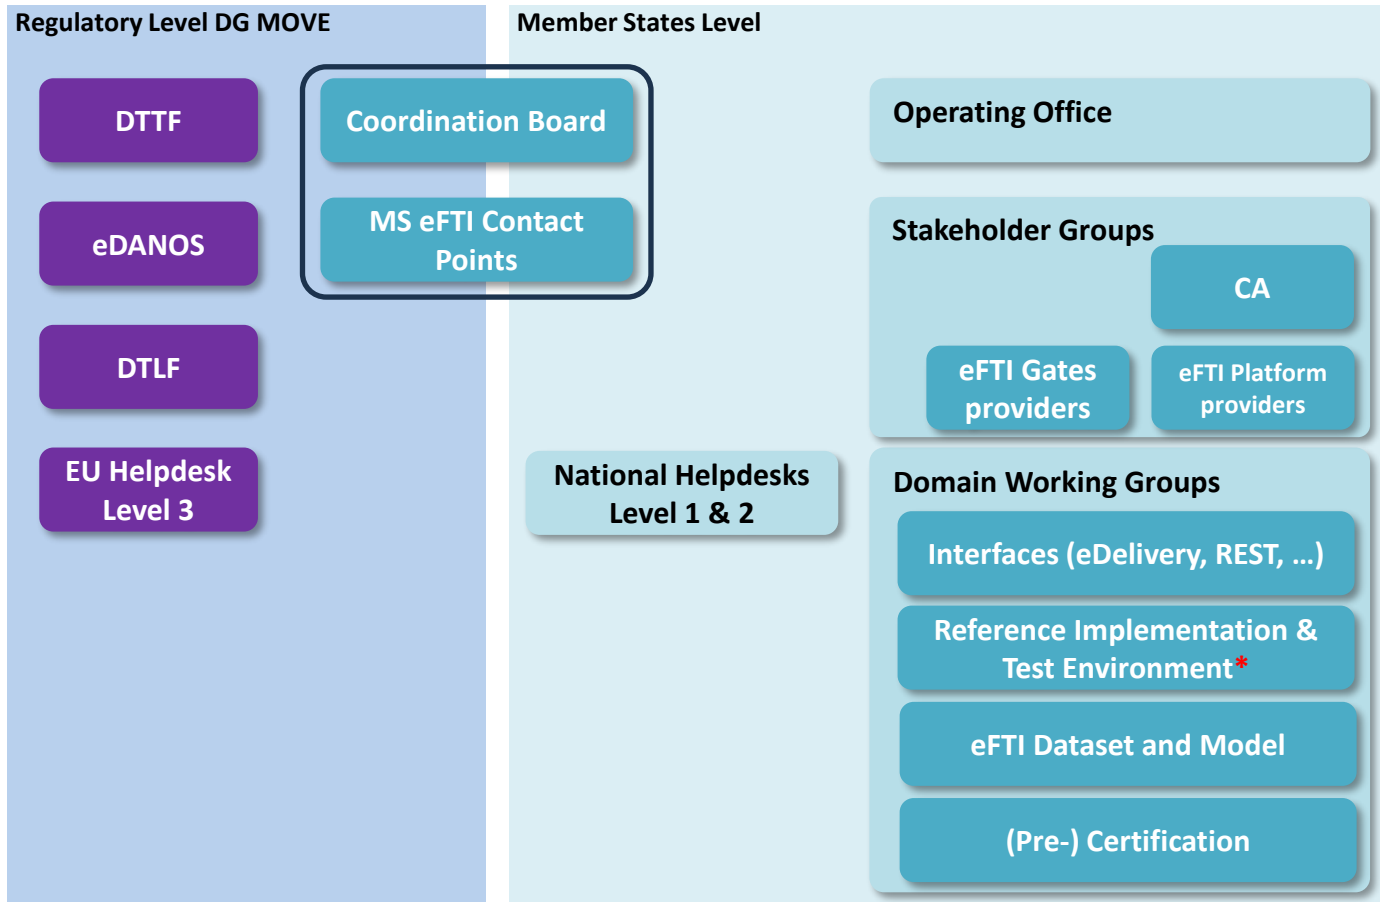 Regulatory Level DG MOVE
Member States Level
DTTF
Coordination Board
Operating Office
eDANOS
MS eFTI Contact
Points
Stakeholder Groups
CA
DTLF
eFTI Gates
providers
eFTI Platform
providers
EU Helpdesk
Level 3
National Helpdesks
Level 1 & 2
Domain Working Groups
Interfaces (eDelivery, REST, ...)
Reference Implementation &
Test Environment*
eFTI Dataset and Model
(Pre-) Certification